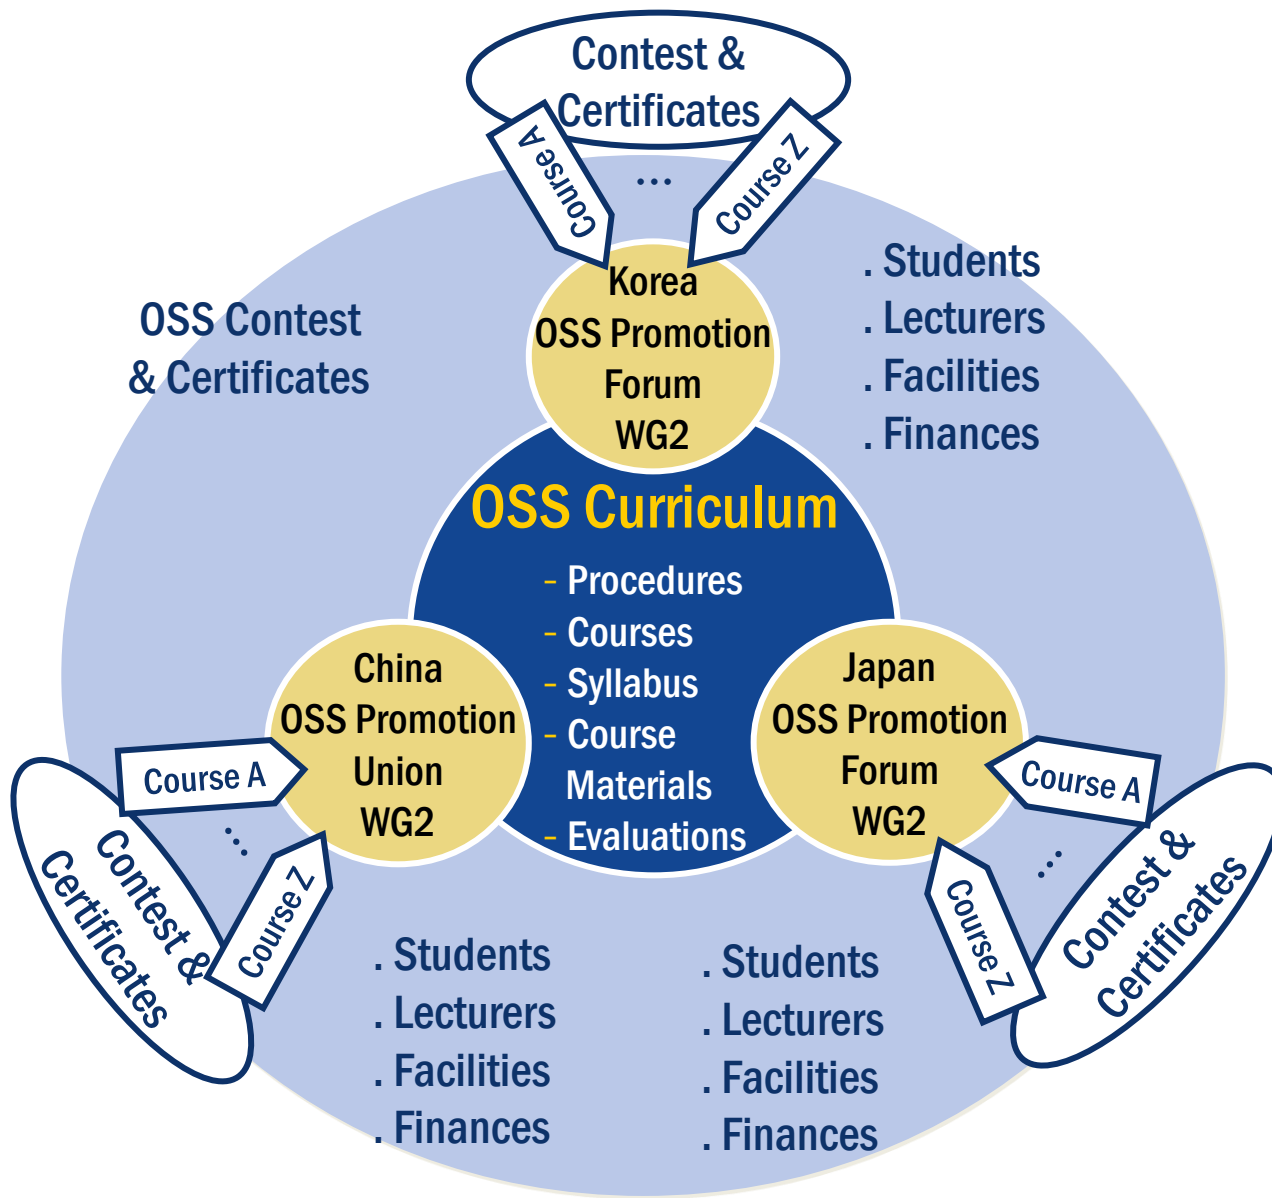 Contest &
Certificates
Course A
...
Course Z
Korea
OSS Promotion
Forum
WG2
. Students
. Lecturers
. Facilities
. Finances
OSS Contest
& Certificates
OSS Curriculum
- Procedures
- Courses
- Syllabus
- Course
Materials
- Evaluations
China
OSS Promotion
Union
WG2
Japan
OSS Promotion
Forum
WG2
Course A
...
Course Z
Contest &
Certificates
Course A
...
Course Z
Contest &
Certificates
. Students
. Lecturers
. Facilities
. Finances
. Students
. Lecturers
. Facilities
. Finances